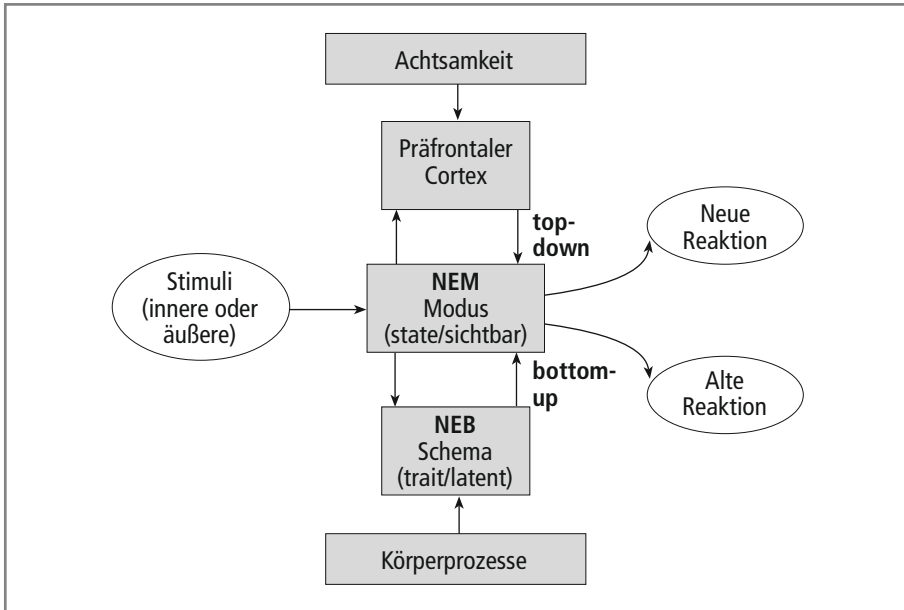 Achtsamkeit
Präfrontaler
Cortex
top-
down
Neue
Reaktion
Stimuli
(innere oder
äußere)
NEM
Modus
(state/sichtbar)
bottom-
up
Alte
Reaktion
NEB
Schema
(trait/latent)
Körperprozesse